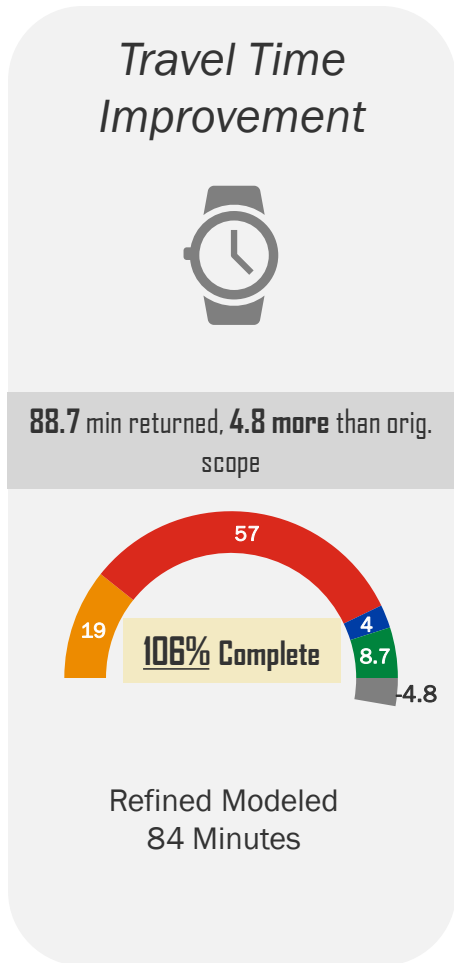 Travel Time
Improvement
88.7 min returned, 4.8 more than orig.
scope
57
19
4
8.7
-4.8
106% Complete
Refined Modeled
84 Minutes